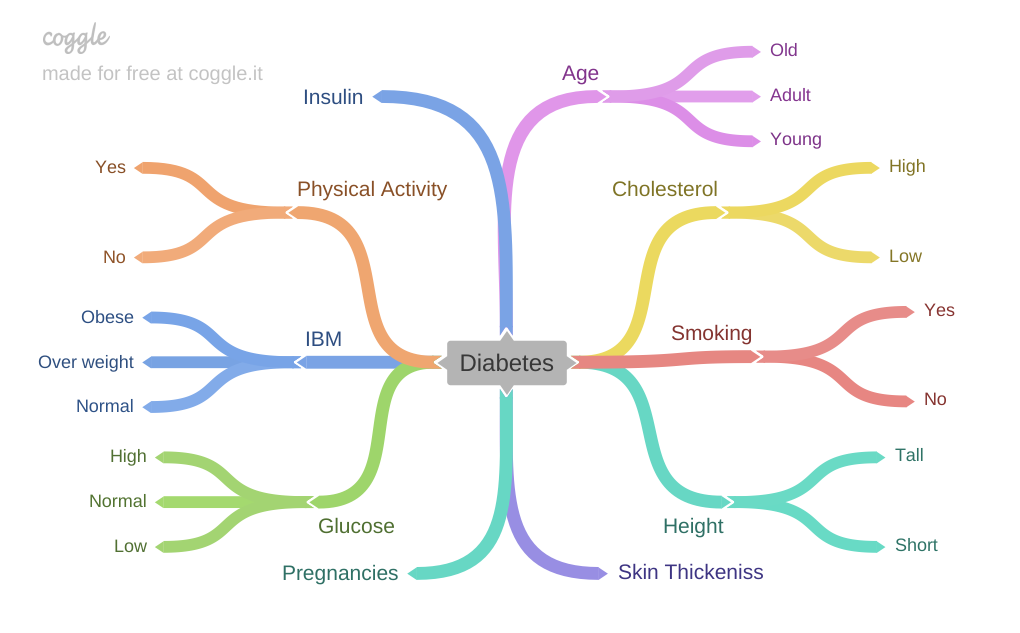 coggle
made for free at coggle.it
Diabetes
Insulin
Physical Activity
Yes
No
IBM
Obese
Over weight
Normal
Glucose
High
Normal
Low
Pregnancies
Age
Old
Adult
Young
Cholesterol
High
Low
Smoking
Yes
No
Height
Tall
Short
Skin Thickeniss